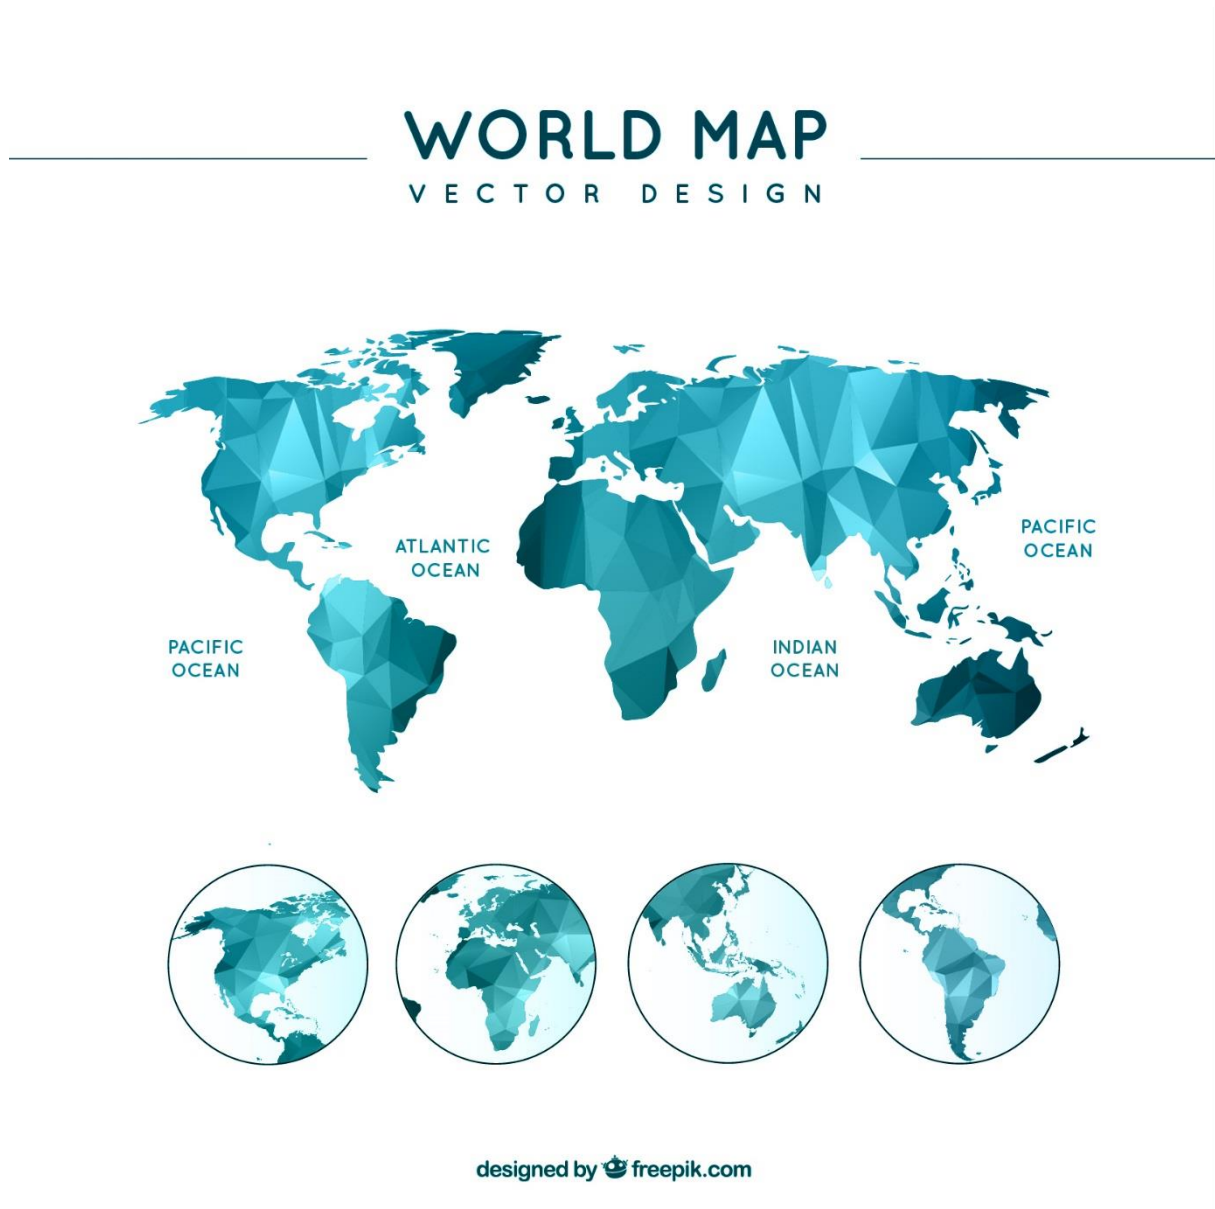 WORLD MAP
VECTOR DESIGN
ATLANTIC
OCEAN
PACIFIC
OCEAN
PACIFIC
OCEAN
INDIAN
OCEAN
designed by freepik.com